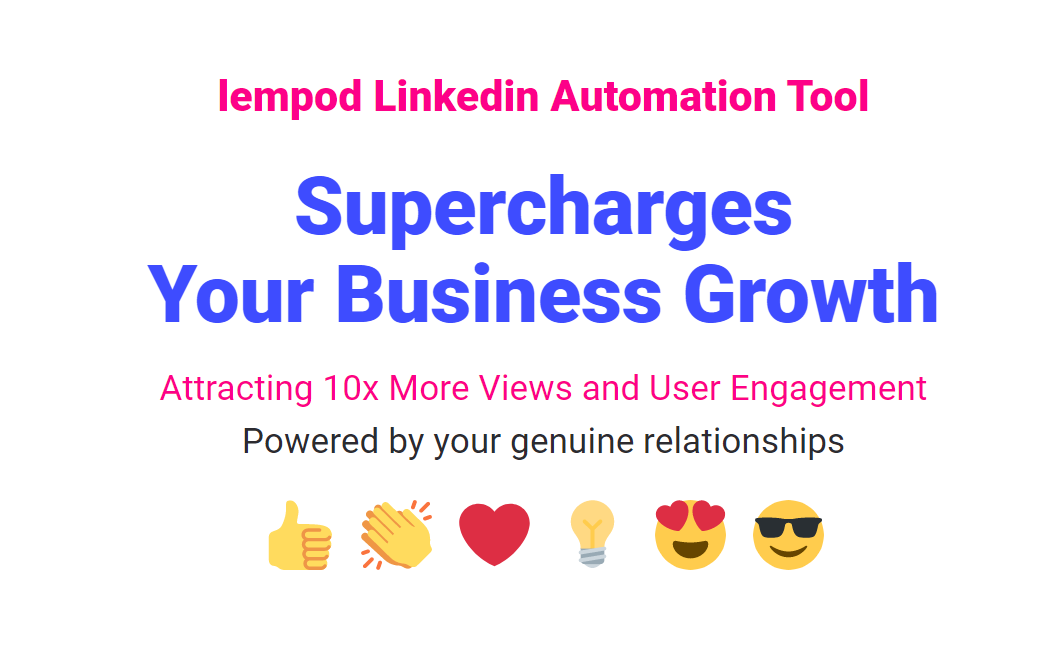 lempod Linkedin Automation Tool
Supercharges
Your Business Growth
Attracting 10x More Views and User Engagement
Powered by your genuine relationships